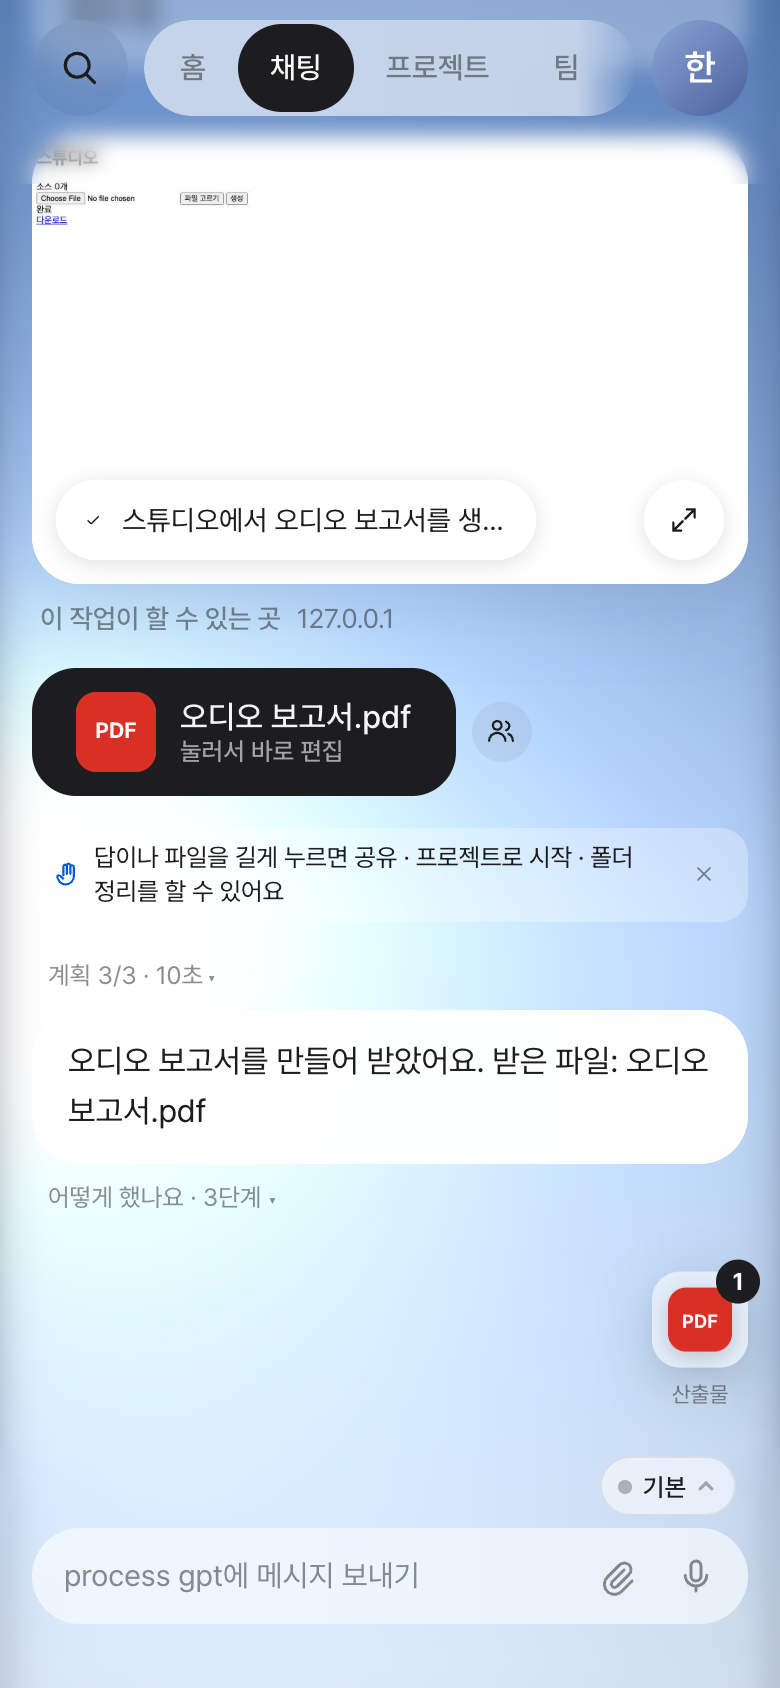 홈
채팅
프로젝트
팀
한
스튜디오
소스 0개
Choose File No file chosen
파일 고르기
생성
완료
다운로드
스튜디오에서 오디오 보고서를 생...
이 작업이 할 수 있는 곳 127.0.0.1
PDF
오디오 보고서.pdf
눌러서 바로 편집
답이나 파일을 길게 누르면 공유 · 프로젝트로 시작 · 폴더
정리를 할 수 있어요
계획 3/3 · 10초
오디오 보고서를 만들어 받았어요. 받은 파일: 오디오
보고서.pdf
어떻게 했나요 · 3단계
1
PDF
산출물
기본
process gpt에 메시지 보내기